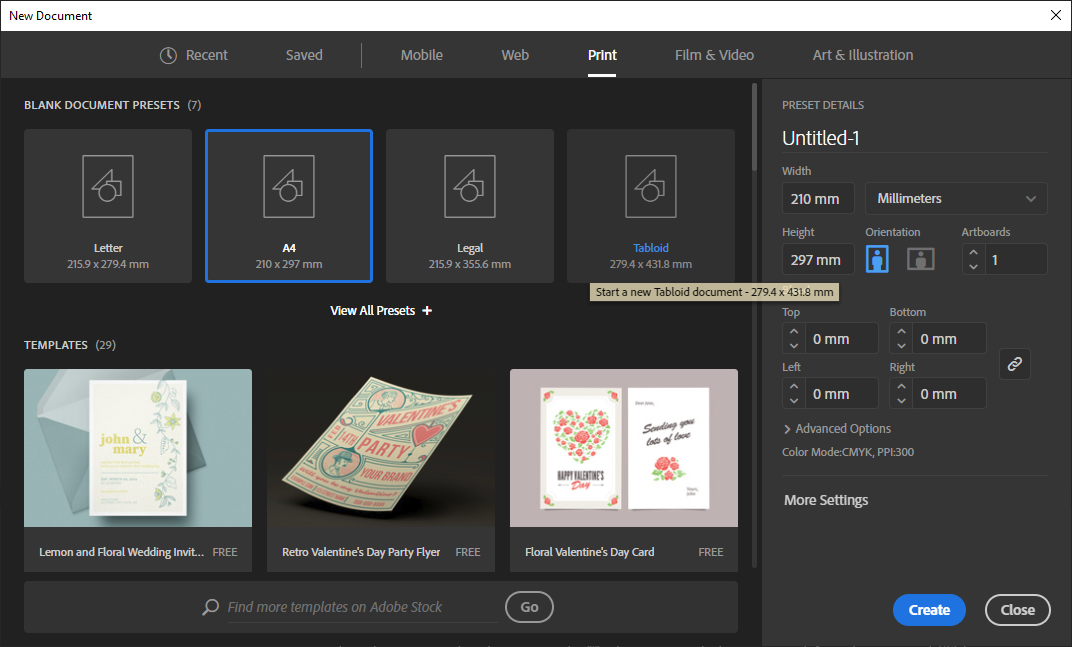 New Document
Recent
Saved
Mobile
Web
Print
Film & Video
Art & Illustration
BLANK DOCUMENT PRESETS (7)
Letter
215.9 x 279.4 mm
A4
210 x 297 mm
Legal
215.9 x 355.6 mm
Tabloid
279.4 x 431.8 mm
Start a new Tabloid document - 279.4 x 431.8 mm
View All Presets +
TEMPLATES (29)
john &
mary
VALENTINE'S
PARTY
YOUR BRAND
HAPPY VALENTINE'S
Day
Sending you
lots of love
Lemon and Floral Wedding Invit... FREE
Retro Valentine's Day Party Flyer FREE
Floral Valentine's Day Card FREE
Find more templates on Adobe Stock
Go
PRESET DETAILS
Untitled-1
Width
210 mm
Millimeters
Height
Orientation
Artboards
297 mm
1
Top
Bottom
0 mm
0 mm
Left
Right
0 mm
0 mm
Advanced Options
Color Mode:CMYK, PPI:300
More Settings
Create
Close